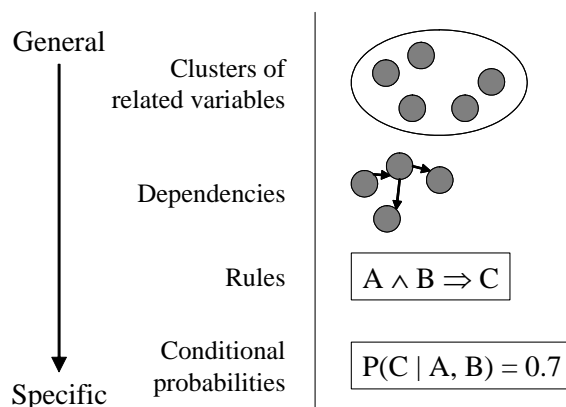 General
Clusters of
related variables
Dependencies
Rules
A ∧ B ⇒ C
Conditional
probabilities
P(C | A, B) = 0.7
Specific